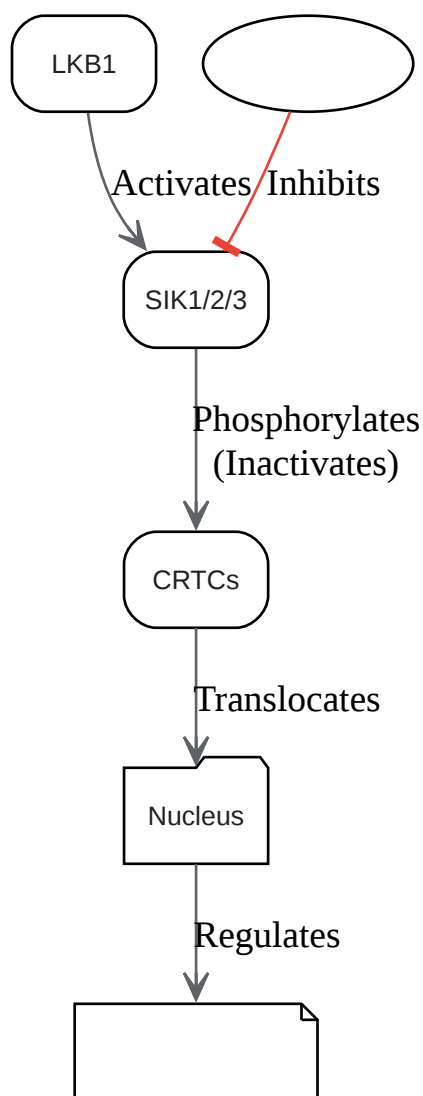 LKB1
Activates
Inhibits
SIK1/2/3
Phosphorylates
(Inactivates)
CRTCs
Translocates
Nucleus
Regulates